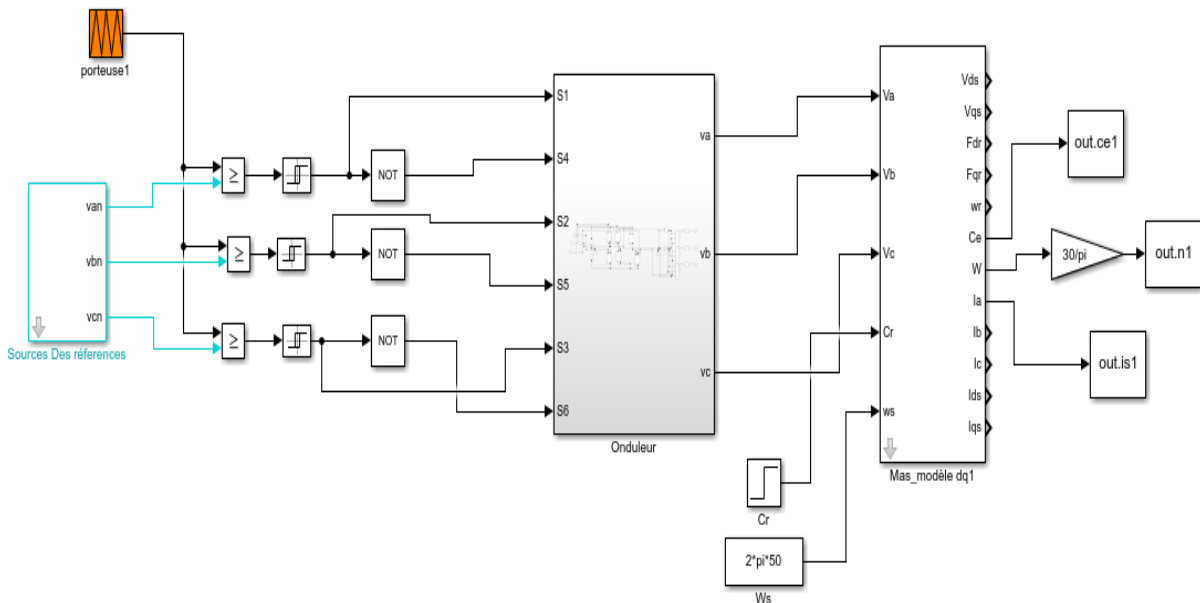 porteuse1
van
vbn
vcn
Sources Des réferences
≥
NOT
≥
NOT
≥
NOT
S1
S4
S2
S5
S3
S6
va
vb
vc
Onduleur
Cr
2*pi*50
Ws
Va
Vb
Vc
Cr
ws
Vds
Vqs
Fdr
Fqr
wr
Ce
W
Ia
Ib
Ic
Ids
Iqs
Mas_modèle dq1
30/pi
out.ce1
out.n1
out.is1